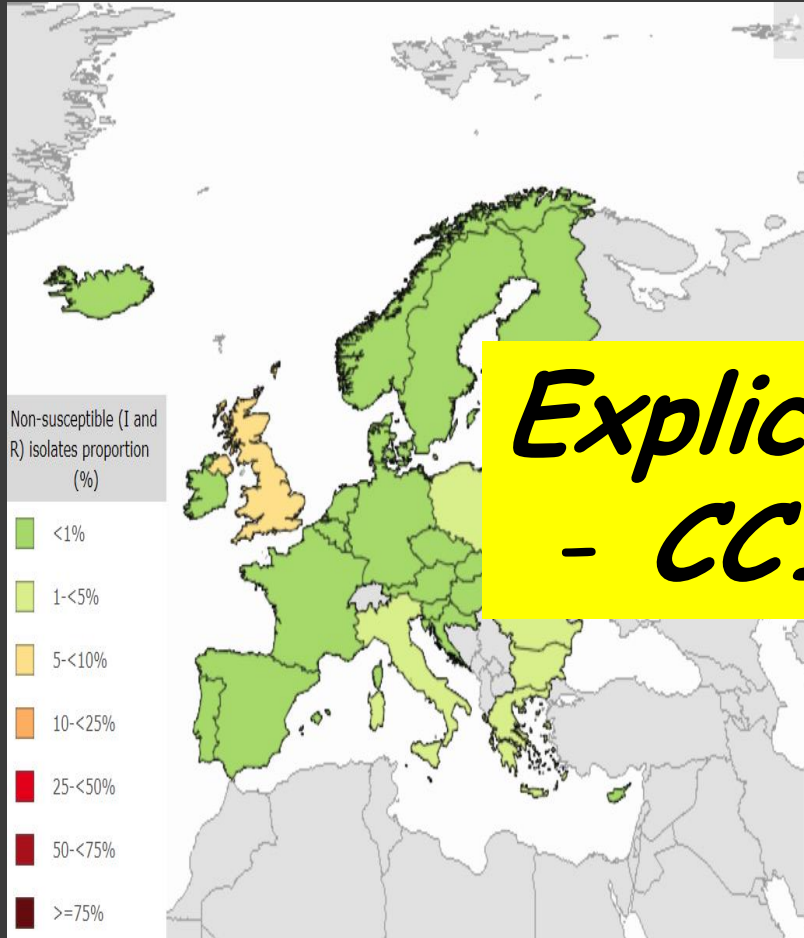 Non-susceptible (I and
R) isolates proportion
(%)
<1%
1-<5%
5-<10%
10-<25%
25-<50%
50-<75%
>=75%
Explic
- CC